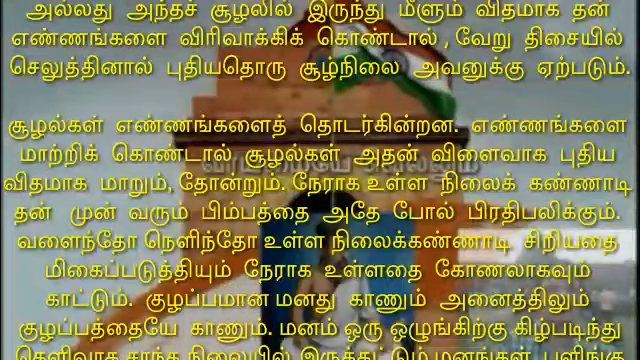 அல்லது அந்தச் சூழலில் இருந்து மீளும் விதமாக தன்
எண்ணங்களை விரிவாக்கிக் கொண்டால் , வேறு திசையில்
செலுத்தினால் புதியதொரு சூழ்நிலை அவனுக்கு ஏற்படும்.
சூழல்கள் எண்ணங்களைத் தொடர்கின்றன. எண்ணங்களை
மாற்றிக் கொண்டால் சூழல்கள் அதன் விளைவாக புதிய
விதமாக மாறும், தோன்றும். நேராக உள்ள நிலைக் கண்ணாடி
தன் முன் வரும் பிம்பத்தை அதே போல் பிரதிபலிக்கும்.
வளைந்தோ நெளிந்தோ உள்ள நிலைக்கண்ணாடி சிறியதை
மிகைப்படுத்தியும் நேராக உள்ளதை கோணலாகவும்
காட்டும். குழப்பமான மனது காணும் அனைத்திலும்
குழப்பத்தையே காணும். மனம் ஒரு ஒழுங்கிற்கு கிழ்படிந்து
தெளிவாக சாந்த நிலையில்